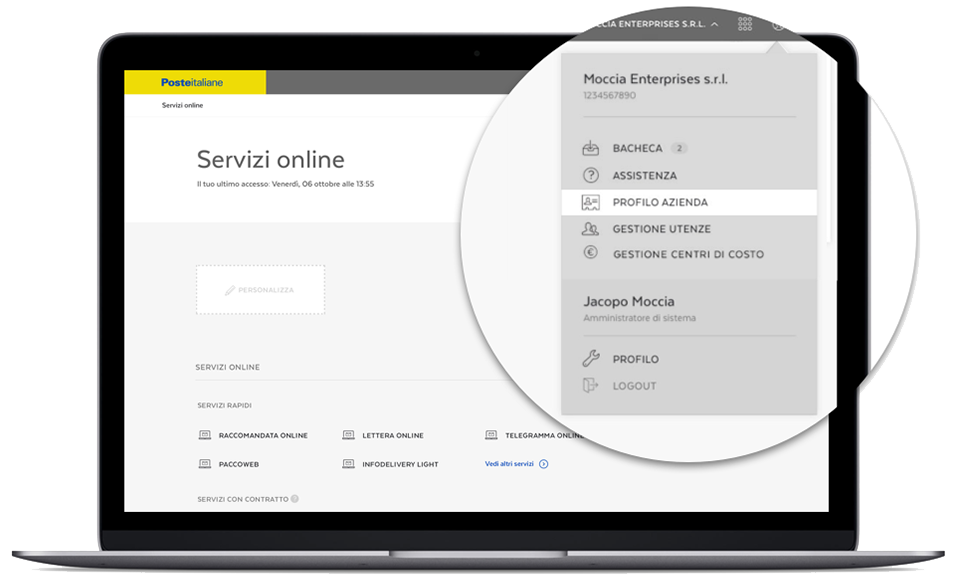 Posteitaliane
Servizi online
Servizi online
Il tuo ultimo accesso: Venerdì, 06 ottobre alle 13:55
PERSONALIZZA
SERVIZI ONLINE
SERVIZI RAPIDI
RACCOMANDATA ONLINE
LETTERA ONLINE
TELEGRAMMA ONLINE
PACCOWEB
INFODELIVERY LIGHT
Vedi altri servizi
SERVIZI CON CONTRATTO ?
CCIA ENTERPRISES S.R.L.
Moccia Enterprises s.r.l.
1234567890
BACHECA 2
ASSISTENZA
PROFILO AZIENDA
GESTIONE UTENZE
GESTIONE CENTRI DI COSTO
Jacopo Moccia
Amministratore di sistema
PROFILO
LOGOUT